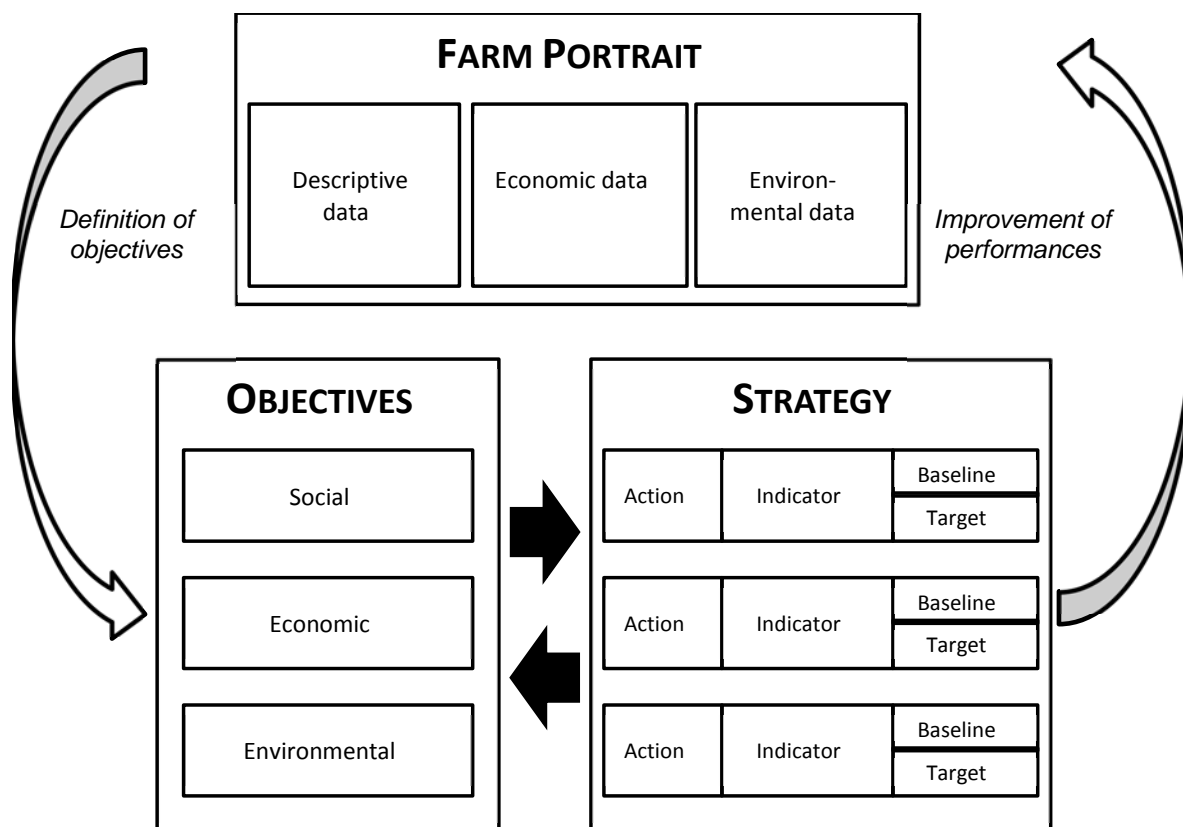 FARM PORTRAIT
Descriptive
data
Economic data
Environ-
mental data
Definition of
objectives
Improvement of
performances
OBJECTIVES
Social
Economic
Environmental
STRATEGY
Action
Indicator
Baseline
Target
Action
Indicator
Baseline
Target
Action
Indicator
Baseline
Target